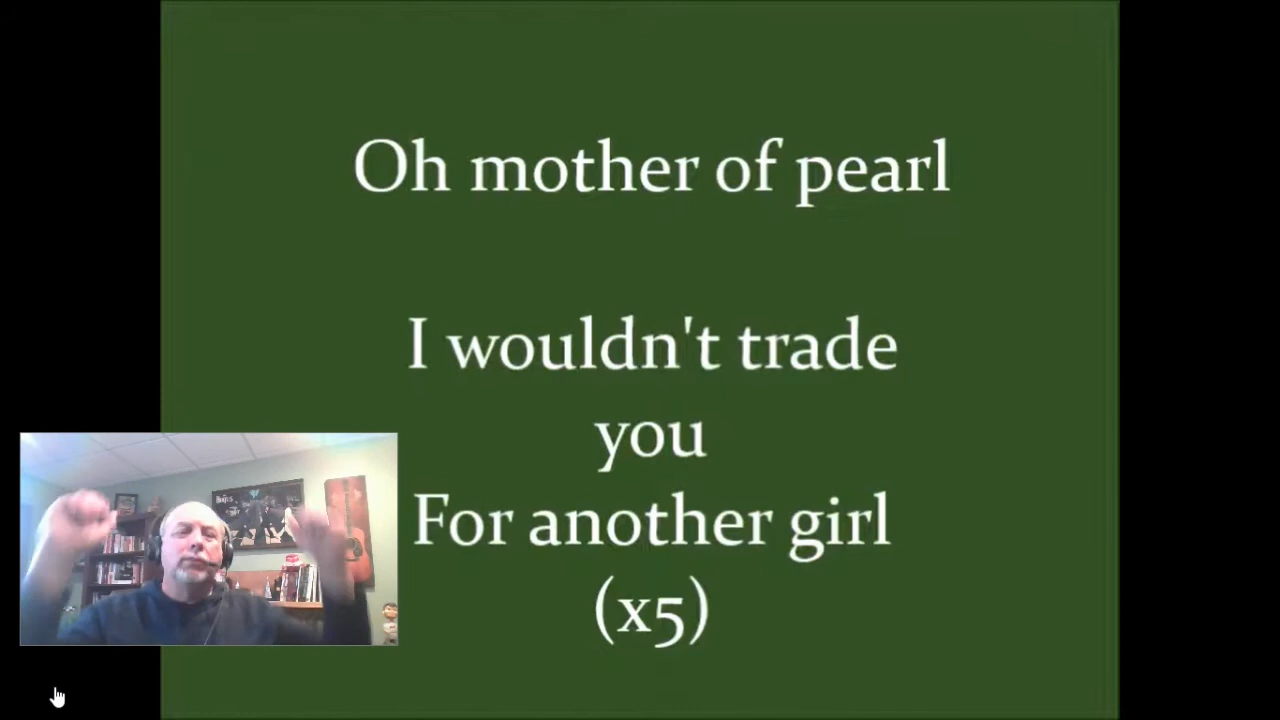 Oh mother of pearl
I wouldn't trade
you
For another girl
(x5)